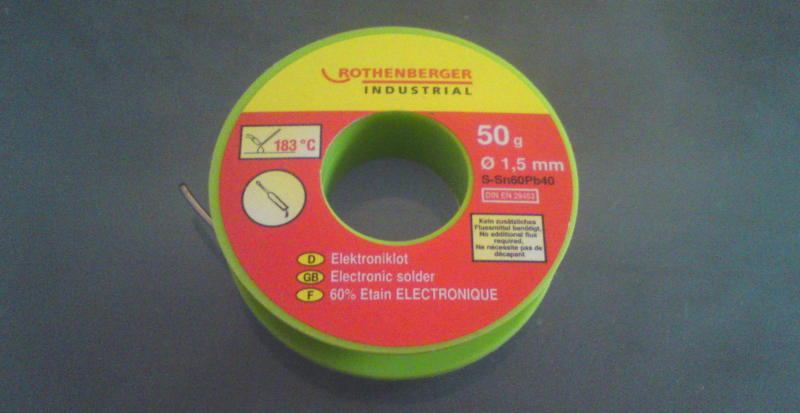 ROTHENBERGER
INDUSTRIAL
183 °C
50 g
Ø 1,5 mm
S-Sn60Pb40
DIN EN 29453
Kein zusätzliches
Flussmittel benötigt.
No additional flux
required.
Ne nécessite pas de
décapant
D Elektroniklot
GB Electronic solder
F 60% Etain ELECTRONIQUE